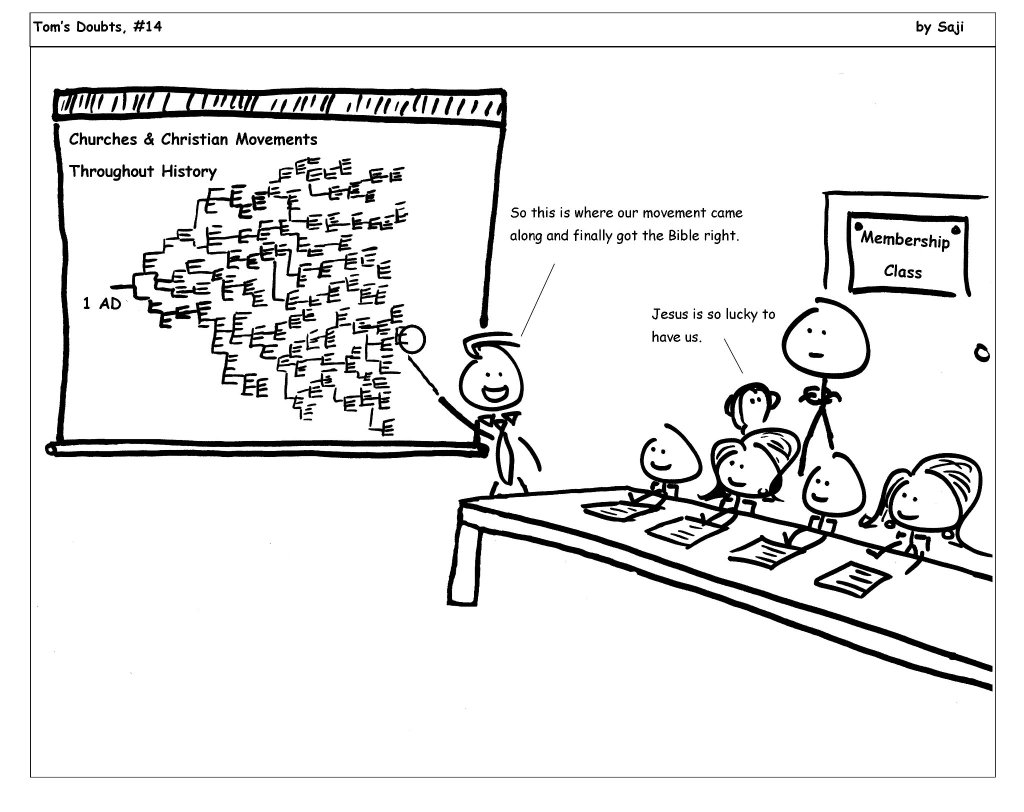 Tom's Doubts, #14
by Saji
Churches & Christian Movements
Throughout History
1 AD
So this is where our movement came
along and finally got the Bible right.
Jesus is so lucky to
have us.
Membership
Class